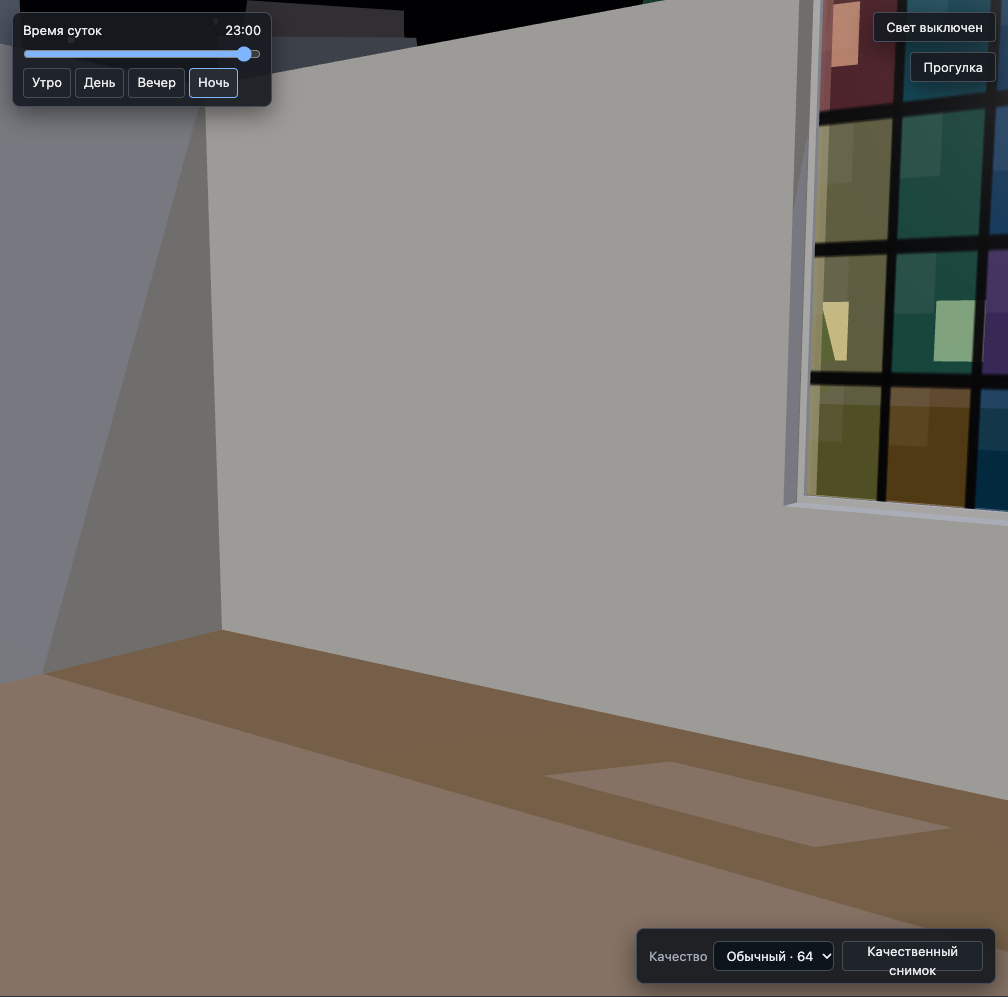 Время суток 23:00
Утро День Вечер Ночь
Свет выключен
Прогулка
Качество Обычный · 64 Качественный
снимок